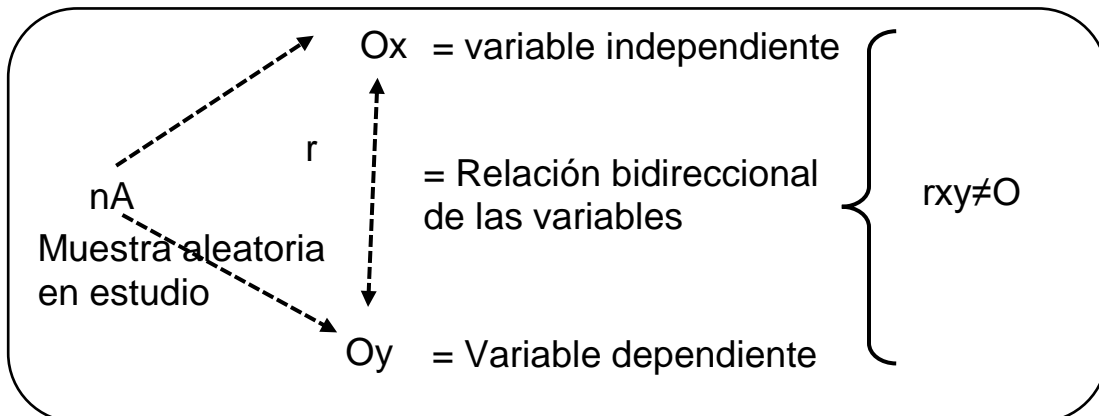 Ox = variable independiente
r
= Relación bidireccional
de las variables
rxy≠O
nA
Muestra aleatoria
en estudio
Oy = Variable dependiente